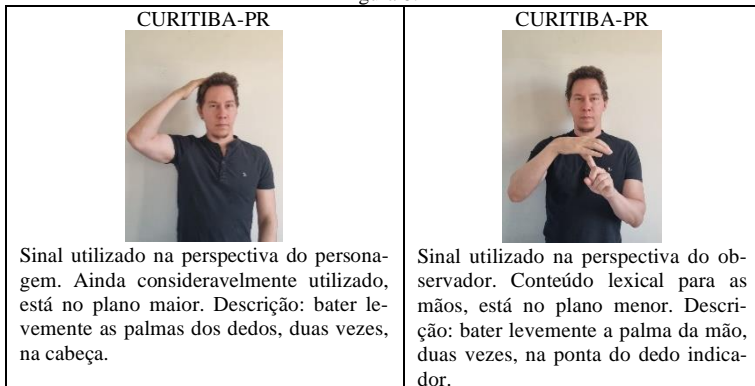 CURITIBA-PR
Sinal utilizado na perspectiva do persona-
gem. Ainda consideravelmente utilizado,
está no plano maior. Descrição: bater le-
vemente as palmas dos dedos, duas vezes,
na cabeça.
CURITIBA-PR
Sinal utilizado na perspectiva do ob-
servador. Conteúdo lexical para as
mãos, está no plano menor. Descri-
ção: bater levemente a palma da mão,
duas vezes, na ponta do dedo indica-
dor.